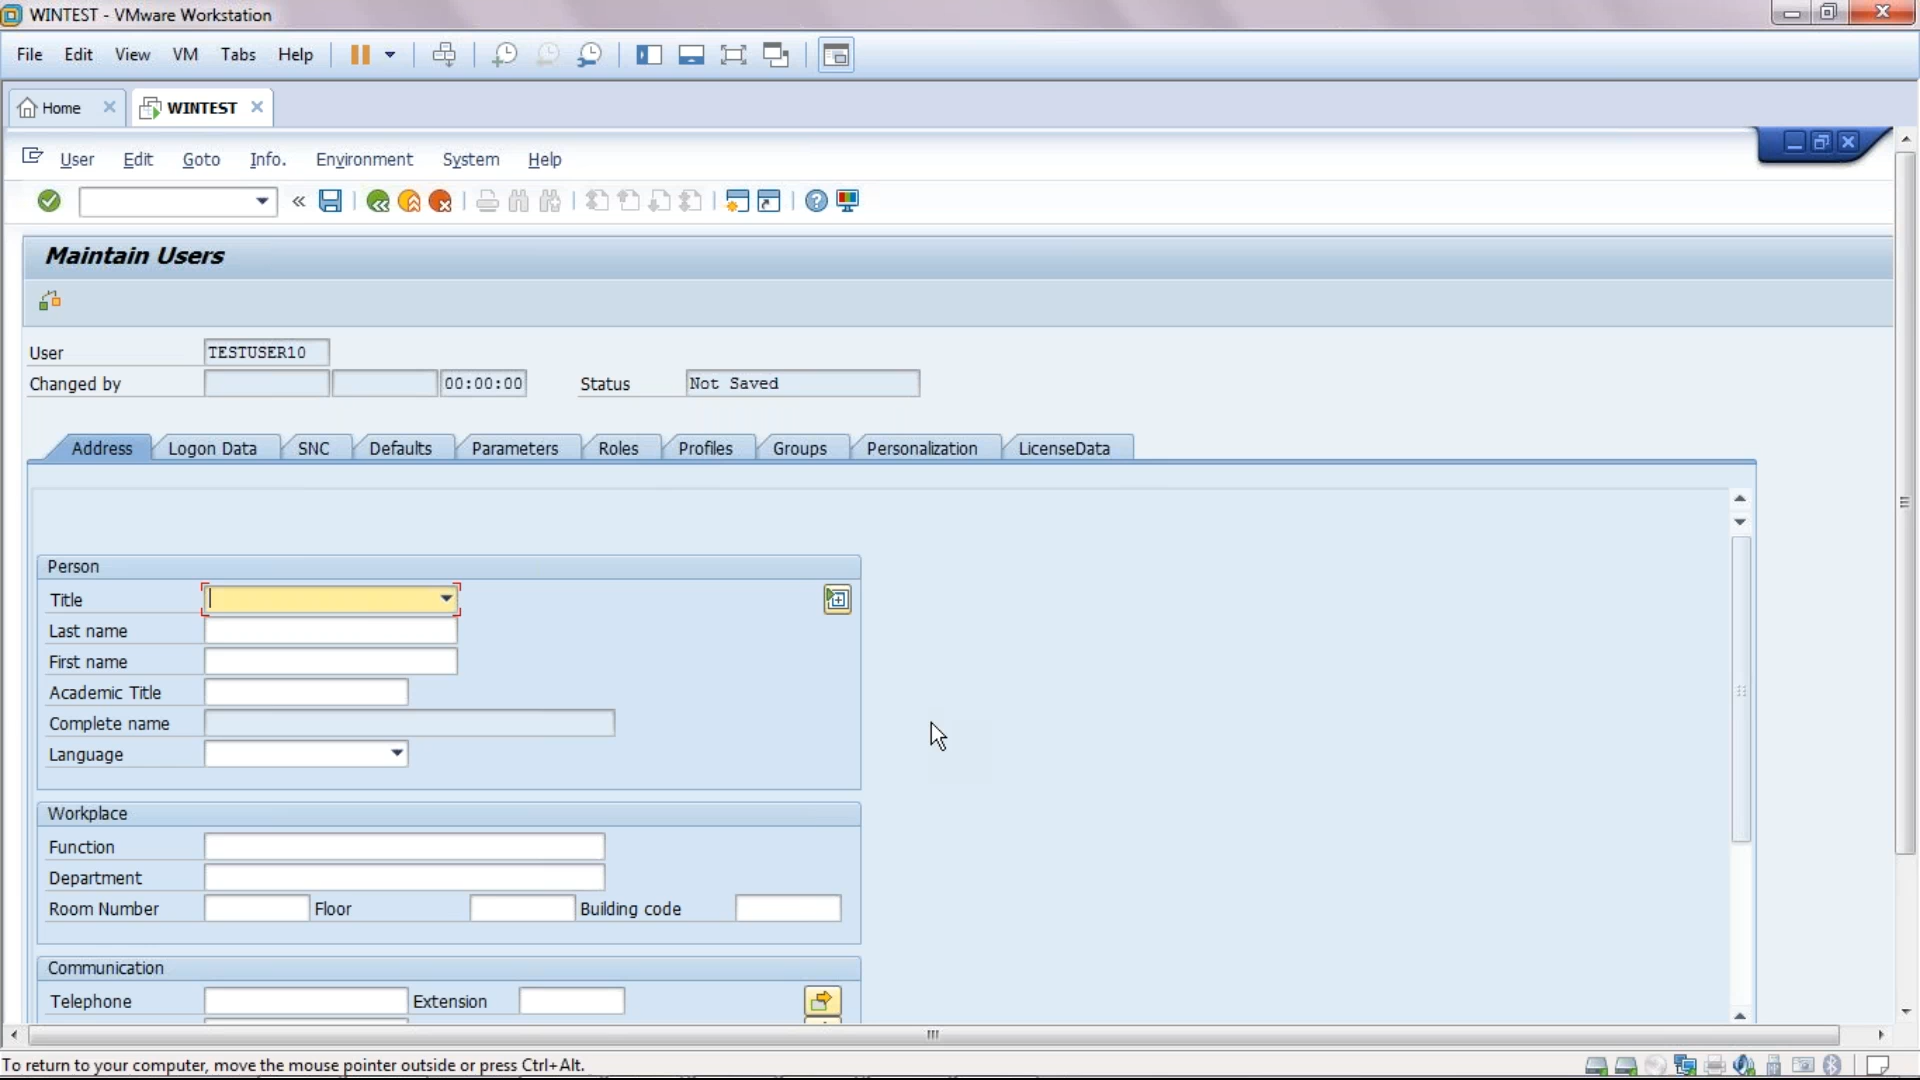 WINTEST - VMware Workstation
File Edit View VM Tabs Help
Home WINTEST
User Edit Goto Info. Environment System Help
Maintain Users
User TESTUSER10
Changed by 00:00:00 Status Not Saved
Address Logon Data SNC Defaults Parameters Roles Profiles Groups Personalization LicenseData
Person
Title
Last name
First name
Academic Title
Complete name
Language
Workplace
Function
Department
Room Number Floor Building code
Communication
Telephone Extension
To return to your computer, move the mouse pointer outside or press Ctrl+Alt.